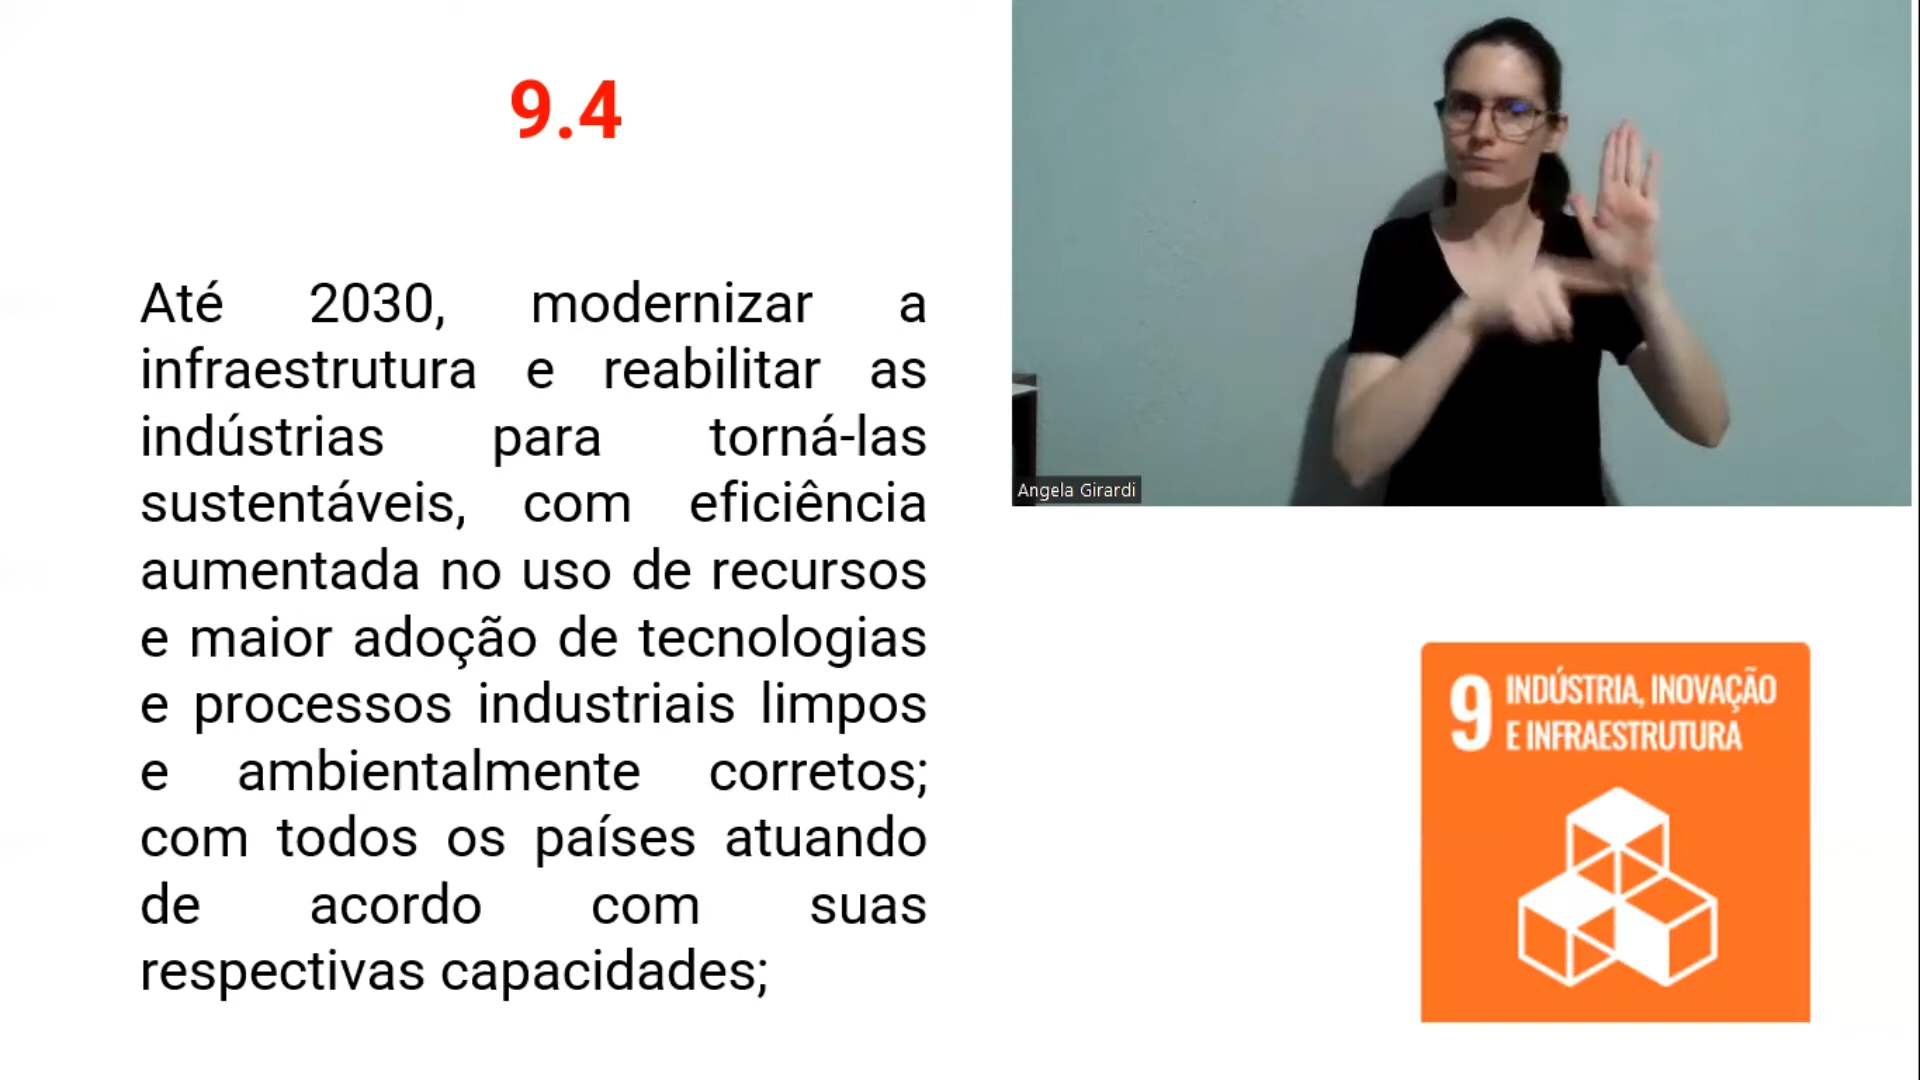 9.4
Até 2030, modernizar a
infraestrutura e reabilitar as
indústrias para torná-las
sustentáveis, com eficiência
aumentada no uso de recursos
e maior adoção de tecnologias
e processos industriais limpos
e ambientalmente corretos;
com todos os países atuando
de acordo com suas
respectivas capacidades;
Angela Girardi
9 INDÚSTRIA, INOVAÇÃO
E INFRAESTRUTURA